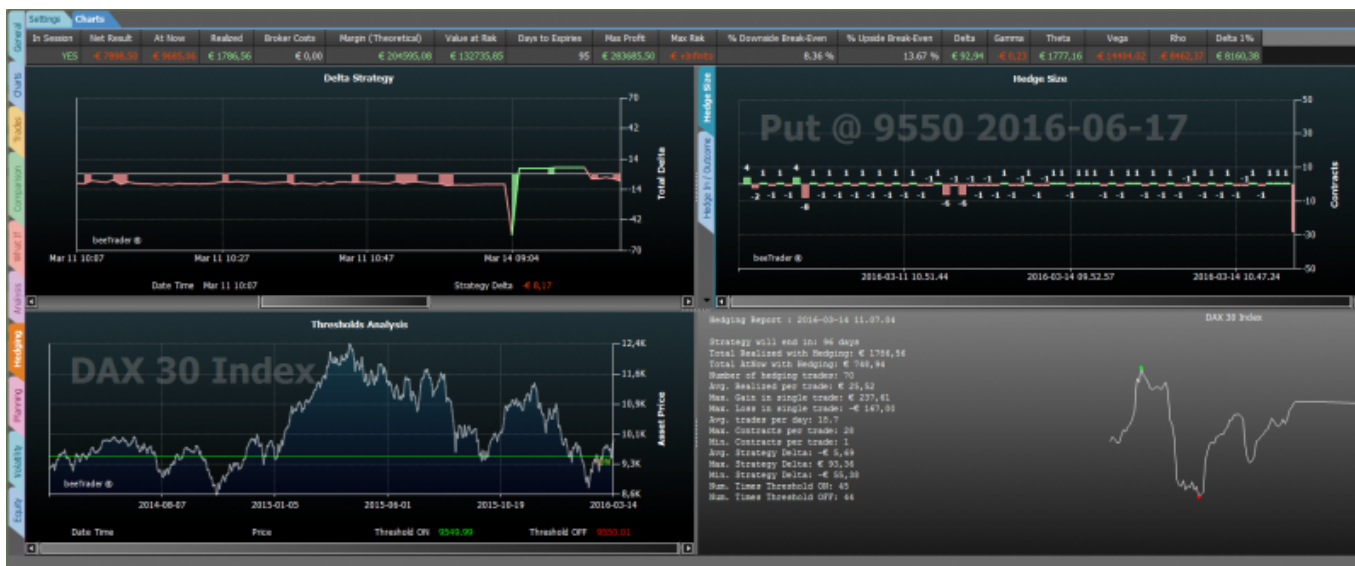 Settings Charts
In Session Net Result At Now Realized Broker Costs Margin (Theoretical) Value at Risk Days to Expiries Max Profit Max Risk % Downside Break-Even % Upside Break-Even Delta Gamma Theta Vega Rho Delta 1%
YES € 1786,56 € 0,00 € 204595,08 € 132735,85 95 € 283685,50 8.36 % 13.67 % € 92,94 € 1777,16 € 8160,38
General
Charts
Trades
Comparison
What If
Analysis
Hedging
Planning
Volatility
Equity
Delta Strategy
70
42
14
-14
-42
-70
Total Delta
beeTrader ®
Mar 11 10:07 Mar 11 10:27 Mar 11 10:47 Mar 14 09:04
Date Time Mar 11 10:07 Strategy Delta -€ 8,17
Hedge Size
Hedge In / Outcome
Hedge Size
Put @ 9550 2016-06-17
50
30
10
-10
-30
-50
Contracts
beeTrader ®
2016-03-11 10.51.44 2016-03-14 09.52.57 2016-03-14 10.47.24
Thresholds Analysis
DAX 30 Index
12,4K
11,6K
10,9K
10,1K
9,3K
8,6K
Asset Price
beeTrader ®
2014-08-07 2015-01-05 2015-06-01 2015-10-19 2016-03-14
Date Time Price Threshold ON 9549,99 Threshold OFF 9550,01
Hedging Report : 2016-03-14 11.07.04
DAX 30 Index
Strategy will end in: 96 days
Total Realized with Hedging: € 1786,56
Total AtNow with Hedging: € 748,94
Number of hedging trades: 70
Avg. Realized per trade: € 25,52
Max. Gain in single trade: € 237,61
Max. Loss in single trade: -€ 167,00
Avg. trades per day: 15.7
Max. Contracts per trade: 28
Min. Contracts per trade: 1
Avg. Strategy Delta: -€ 5,69
Max. Strategy Delta: € 93,36
Min. Strategy Delta: -€ 55,38
Num. Times Threshold ON: 45
Num. Times Threshold OFF: 44